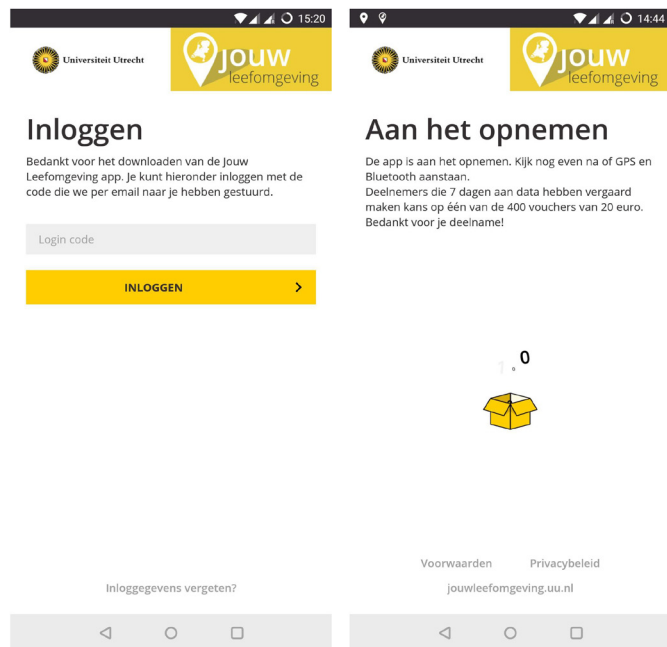 15:20
Universiteit Utrecht
jouw
leefomgeving
Inloggen
Bedankt voor het downloaden van de Jouw
Leefomgeving app. Je kunt hieronder inloggen met de
code die we per email naar je hebben gestuurd.
Login code
INLOGGEN
Inloggegevens vergeten?
14:44
Universiteit Utrecht
jouw
leefomgeving
Aan het opnemen
De app is aan het opnemen. Kijk nog even na of GPS en
Bluetooth aanstaan.
Deelnemers die 7 dagen aan data hebben vergaard
maken kans op één van de 400 vouchers van 20 euro.
Bedankt voor je deelname!
1 0 0
Voorwaarden Privacybeleid
jouwleefomgeving.uu.nl